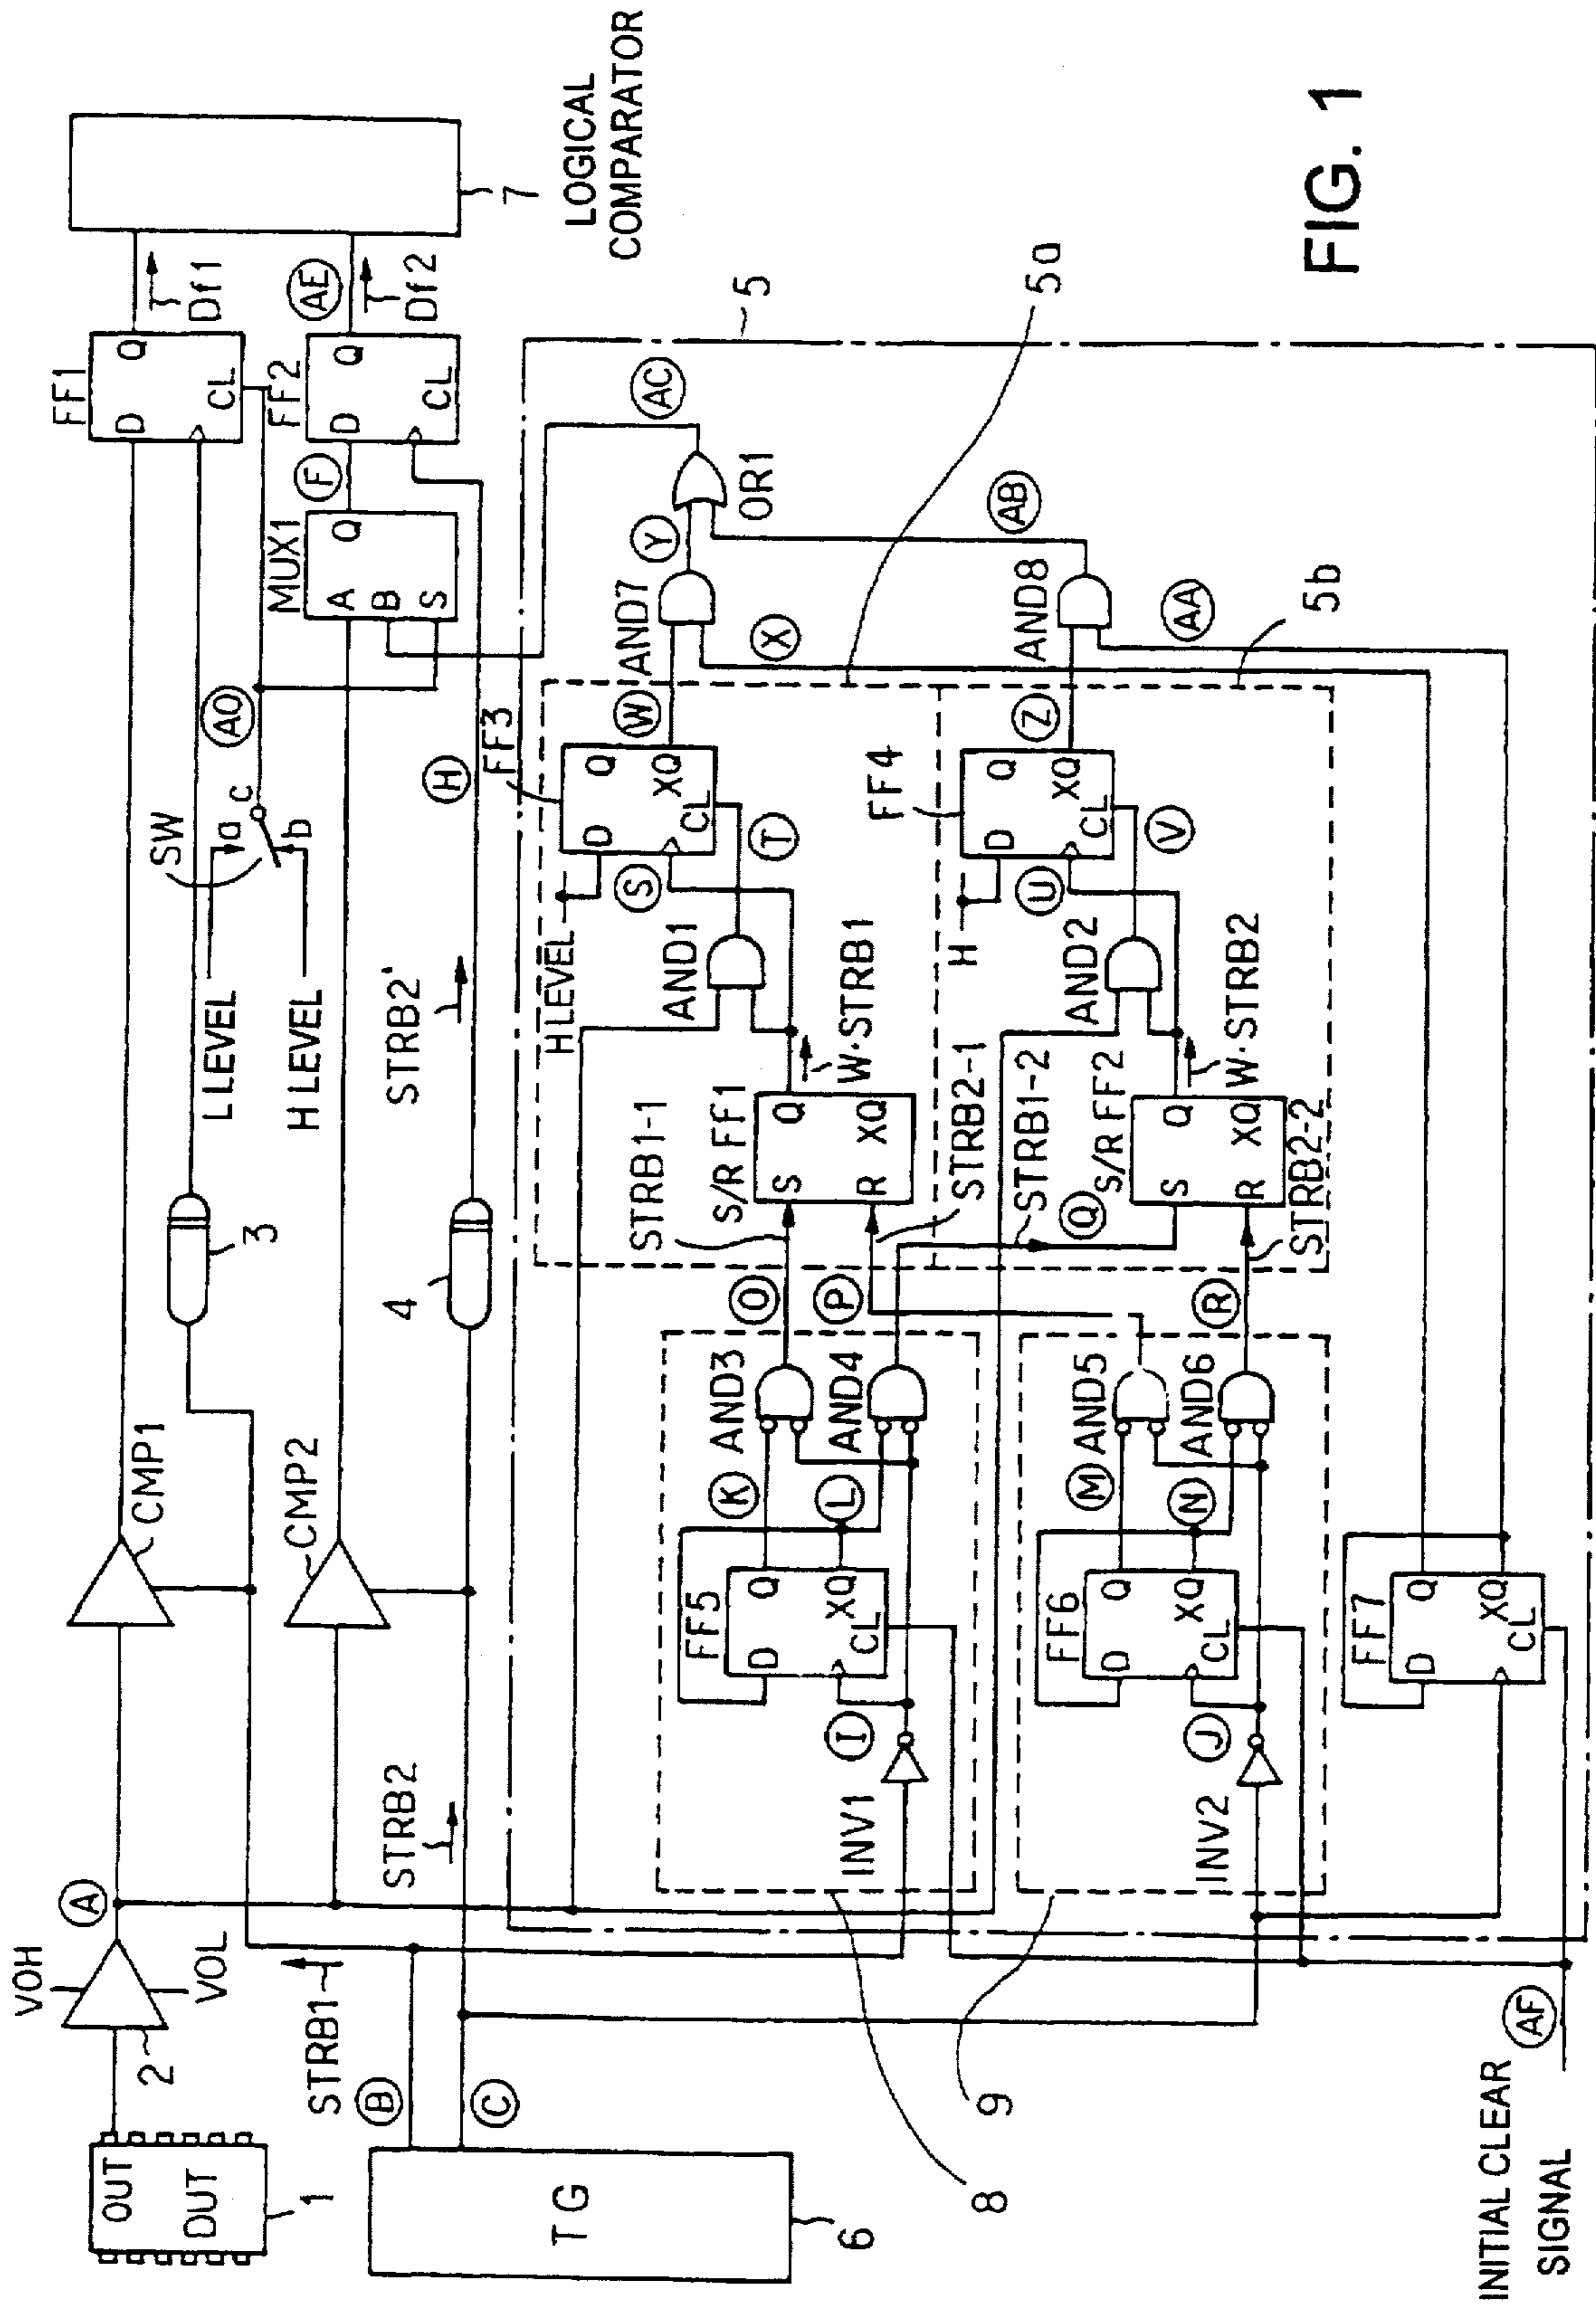 OUT
DUT
1
VOH
VOL
2
A
CMP1
FF1
D
Q
CL
Df1
7
LOGICAL
COMPARATOR
STRB1
B
C
TG
6
STRB2
CMP2
3
4
SW
L LEVEL
H LEVEL
a
b
c
AO
STRB2'
H
MUX1
A
B
S
Q
F
FF2
D
Q
CL
AE
Df2
5
INV1
I
FF5
D
Q
XQ
CL
K
L
AND3
AND4
O
P
8
STRB1-1
S/R FF1
S
R
Q
XQ
W·STRB1
STRB2-1
STRB1-2
AND1
H LEVEL
S
T
FF3
D
Q
XQ
CL
W
AND7
X
Y
OR1
AC
5a
INV2
J
FF6
D
Q
XQ
CL
M
N
AND5
AND6
Q
R
9
S/R FF2
S
R
Q
XQ
W·STRB2
STRB2-2
AND2
H
U
V
FF4
D
Q
XQ
CL
Z
AND8
AA
AB
5b
FF7
D
Q
XQ
CL
INITIAL CLEAR
SIGNAL
AF
FIG. 1